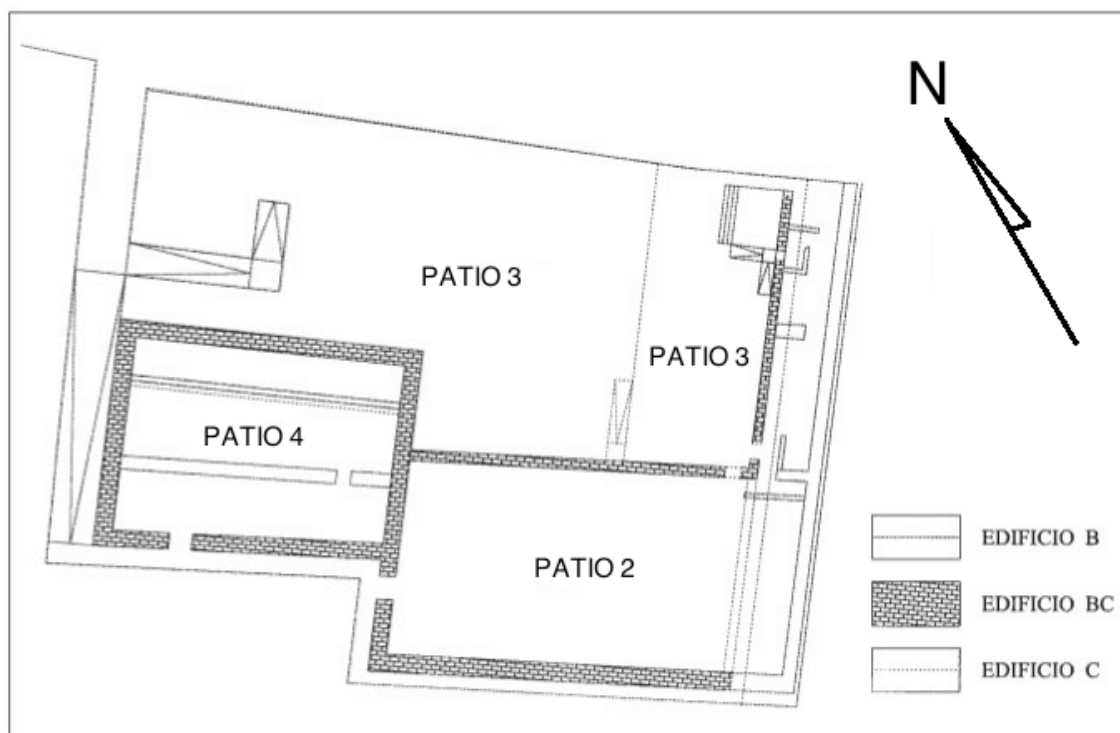 N
PATIO 3
PATIO 3
PATIO 4
PATIO 2
EDIFICIO B
EDIFICIO BC
EDIFICIO C